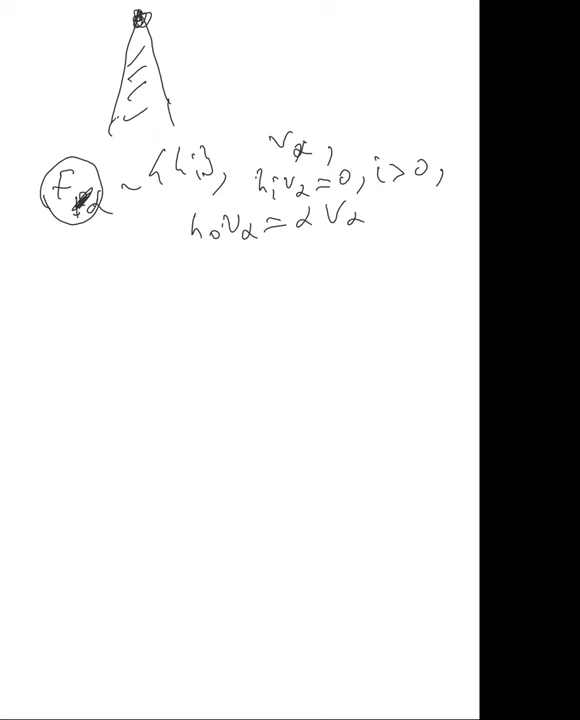 F_α ~ {h_i}, v_α, h_i v_α = 0, i > 0,
h_0 v_α = α v_α